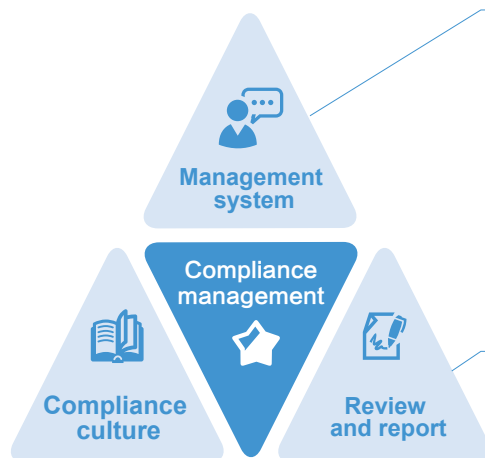 Management
system
Compliance
management
Compliance
culture
Review
and report